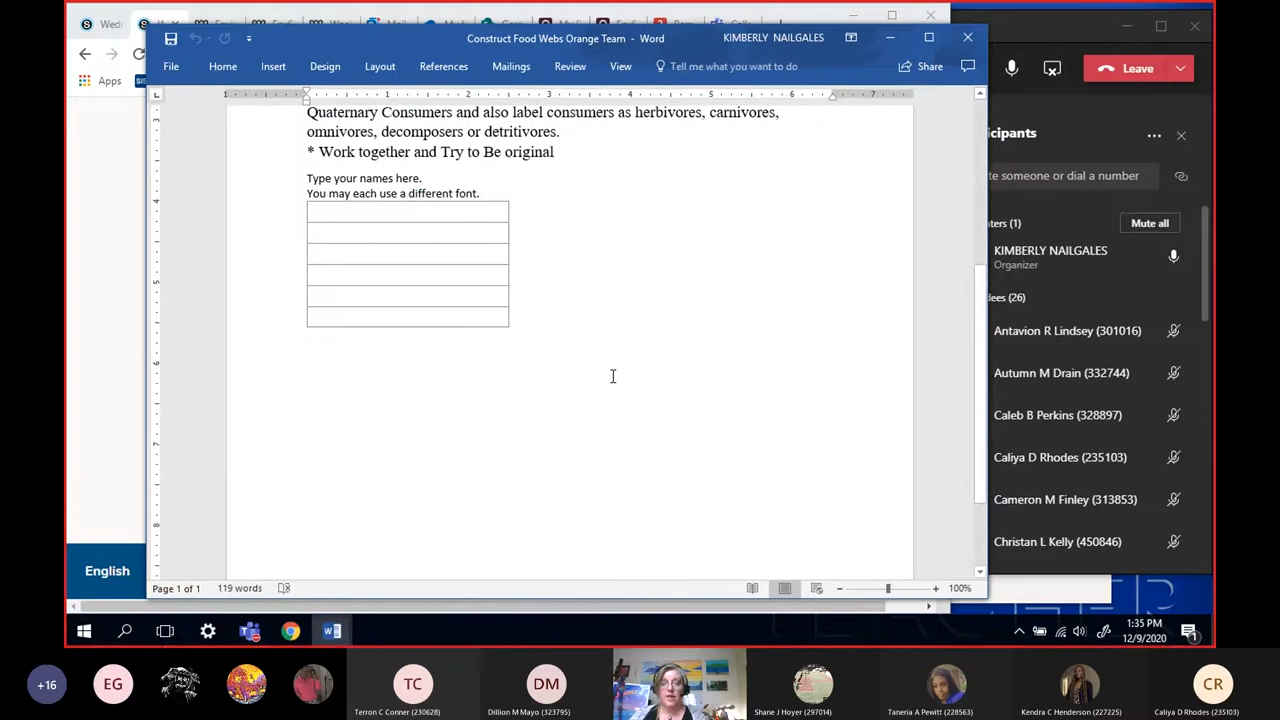 Construct Food Webs Orange Team - Word
KIMBERLY NAILGALES
File Home Insert Design Layout References Mailings Review View Tell me what you want to do Share
Leave
Apps
Quaternary Consumers and also label consumers as herbivores, carnivores,
omnivores, decomposers or detritivores.
* Work together and Try to Be original
Type your names here.
You may each use a different font.
Page 1 of 1 119 words 100%
English
someone or dial a number
(1) Mute all
KIMBERLY NAILGALES
Organizer
(26)
Antavion R Lindsey (301016)
Autumn M Drain (332744)
Caleb B Perkins (328897)
Caliya D Rhodes (235103)
Cameron M Finley (313853)
Christan L Kelly (450846)
1:35 PM
12/9/2020
+16
EG
TC
Terron C Conner (230628)
DM
Dillion M Mayo (323795)
Shane J Hoyer (297014)
Taneria A Pewitt (228563)
Kendra C Henderson (227225)
CR
Caliya D Rhodes (235103)